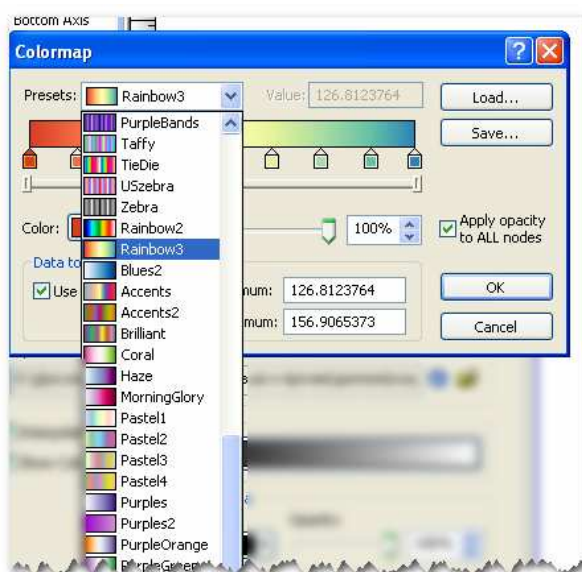 Bottom Axis
Colormap
Presets: Rainbow3 Value: 126.8123764 Load...
Save...
PurpleBands
Taffy
TieDie
USzebra
Zebra
Rainbow2
Rainbow3
Blues2
Accents
Accents2
Brilliant
Coral
Haze
MorningGlory
Pastel1
Pastel2
Pastel3
Pastel4
Purples
Purples2
PurpleOrange
PurpleGreen
Color: 100% Apply opacity
to ALL nodes
Data to
Use mum: 126.8123764 OK
mum: 156.9065373 Cancel